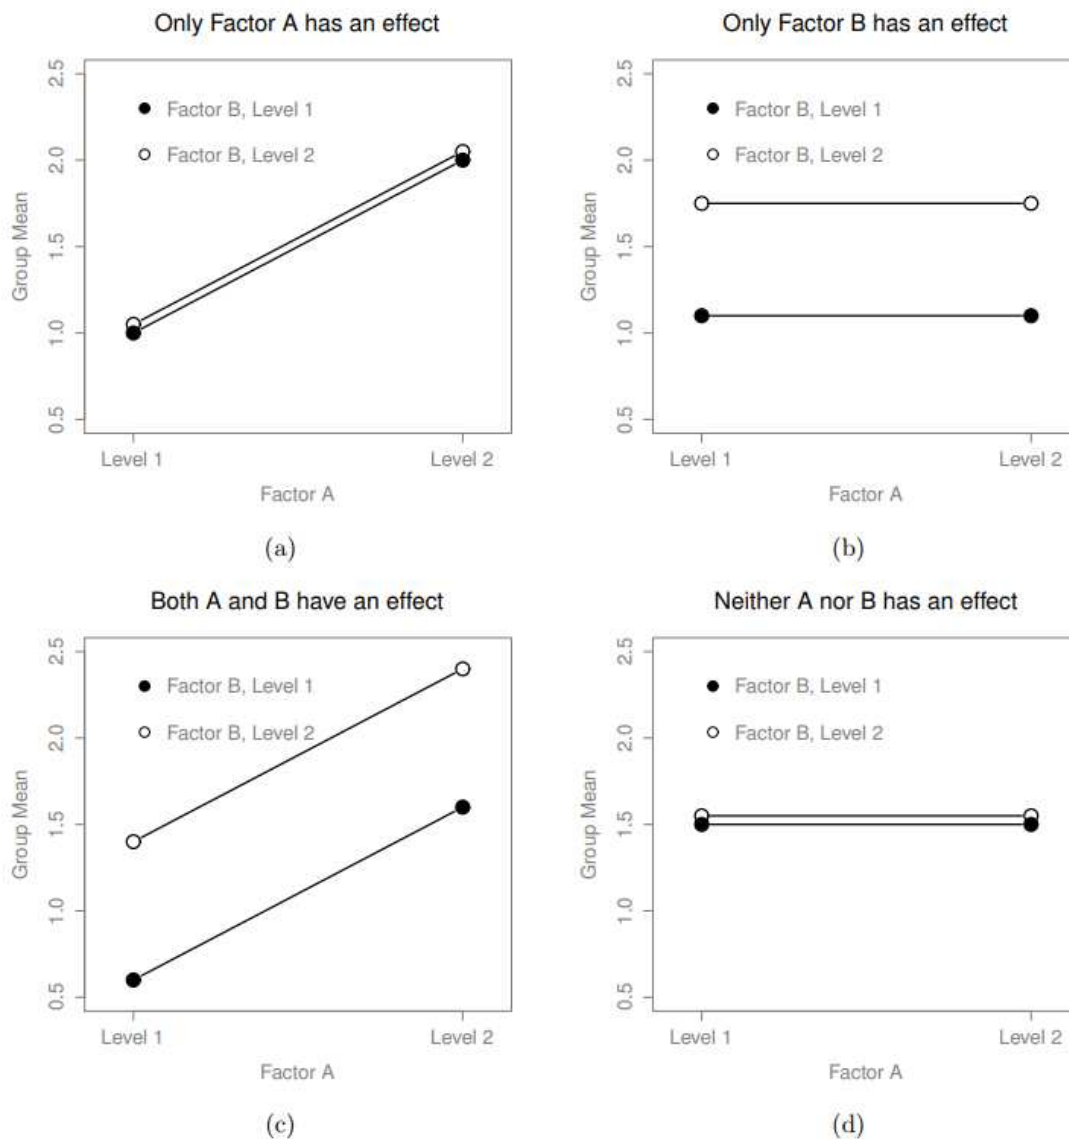 Only Factor A has an effect
2.5
2.0
1.5
1.0
0.5
Group Mean
Factor B, Level 1
Factor B, Level 2
Level 1 Level 2
Factor A
(a)
Only Factor B has an effect
2.5
2.0
1.5
1.0
0.5
Group Mean
Factor B, Level 1
Factor B, Level 2
Level 1 Level 2
Factor A
(b)
Both A and B have an effect
2.5
2.0
1.5
1.0
0.5
Group Mean
Factor B, Level 1
Factor B, Level 2
Level 1 Level 2
Factor A
(c)
Neither A nor B has an effect
2.5
2.0
1.5
1.0
0.5
Group Mean
Factor B, Level 1
Factor B, Level 2
Level 1 Level 2
Factor A
(d)